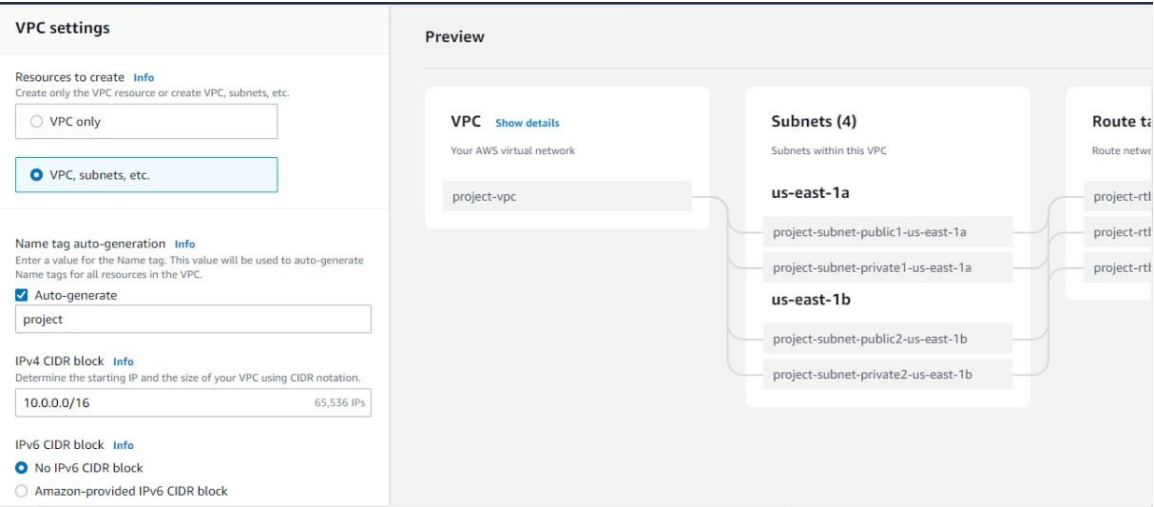 VPC settings
Resources to create Info
Create only the VPC resource or create VPC, subnets, etc.
VPC only
VPC, subnets, etc.
Name tag auto-generation Info
Enter a value for the Name tag. This value will be used to auto-generate
Name tags for all resources in the VPC.
Auto-generate
project
IPv4 CIDR block Info
Determine the starting IP and the size of your VPC using CIDR notation.
10.0.0.0/16 65,536 IPs
IPv6 CIDR block Info
No IPv6 CIDR block
Amazon-provided IPv6 CIDR block
Preview
VPC Show details
Your AWS virtual network
project-vpc
Subnets (4)
Subnets within this VPC
us-east-1a
project-subnet-public1-us-east-1a
project-subnet-private1-us-east-1a
us-east-1b
project-subnet-public2-us-east-1b
project-subnet-private2-us-east-1b
Route
Route